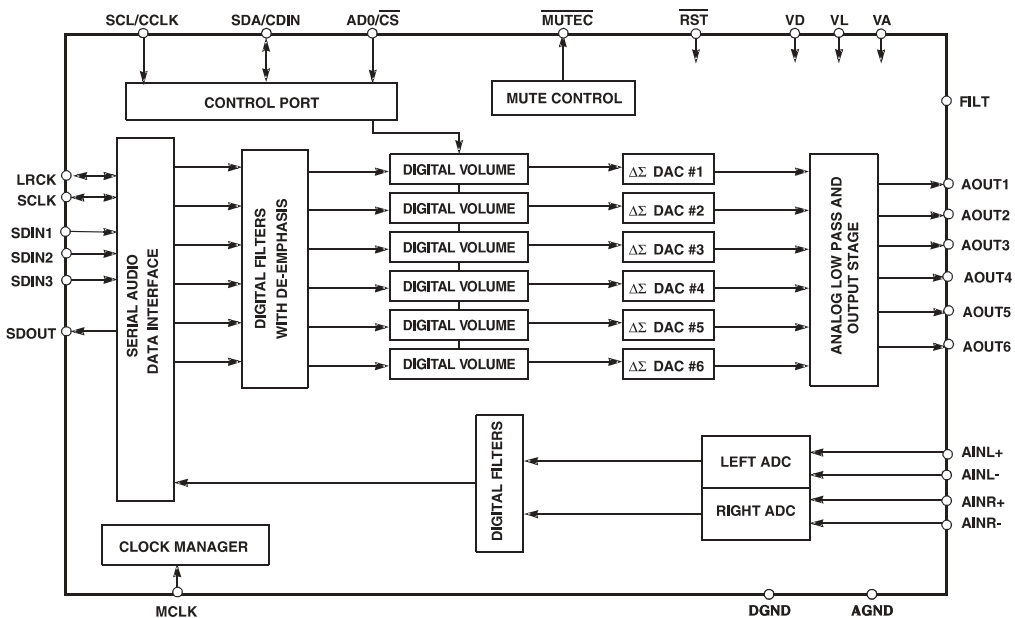 SCL/CCLK
SDA/CDIN
AD0/CS
MUTEC
RST
VD
VL
VA
CONTROL PORT
MUTE CONTROL
FILT
LRCK
SCLK
SDIN1
SDIN2
SDIN3
SDOUT
SERIAL AUDIO
DATA INTERFACE
DIGITAL FILTERS
WITH DE-EMPHASIS
DIGITAL VOLUME
DIGITAL VOLUME
DIGITAL VOLUME
DIGITAL VOLUME
DIGITAL VOLUME
DIGITAL VOLUME
ΔΣ DAC #1
ΔΣ DAC #2
ΔΣ DAC #3
ΔΣ DAC #4
ΔΣ DAC #5
ΔΣ DAC #6
ANALOG LOW PASS AND
OUTPUT STAGE
AOUT1
AOUT2
AOUT3
AOUT4
AOUT5
AOUT6
DIGITAL FILTERS
LEFT ADC
RIGHT ADC
AINL+
AINL-
AINR+
AINR-
CLOCK MANAGER
MCLK
DGND
AGND